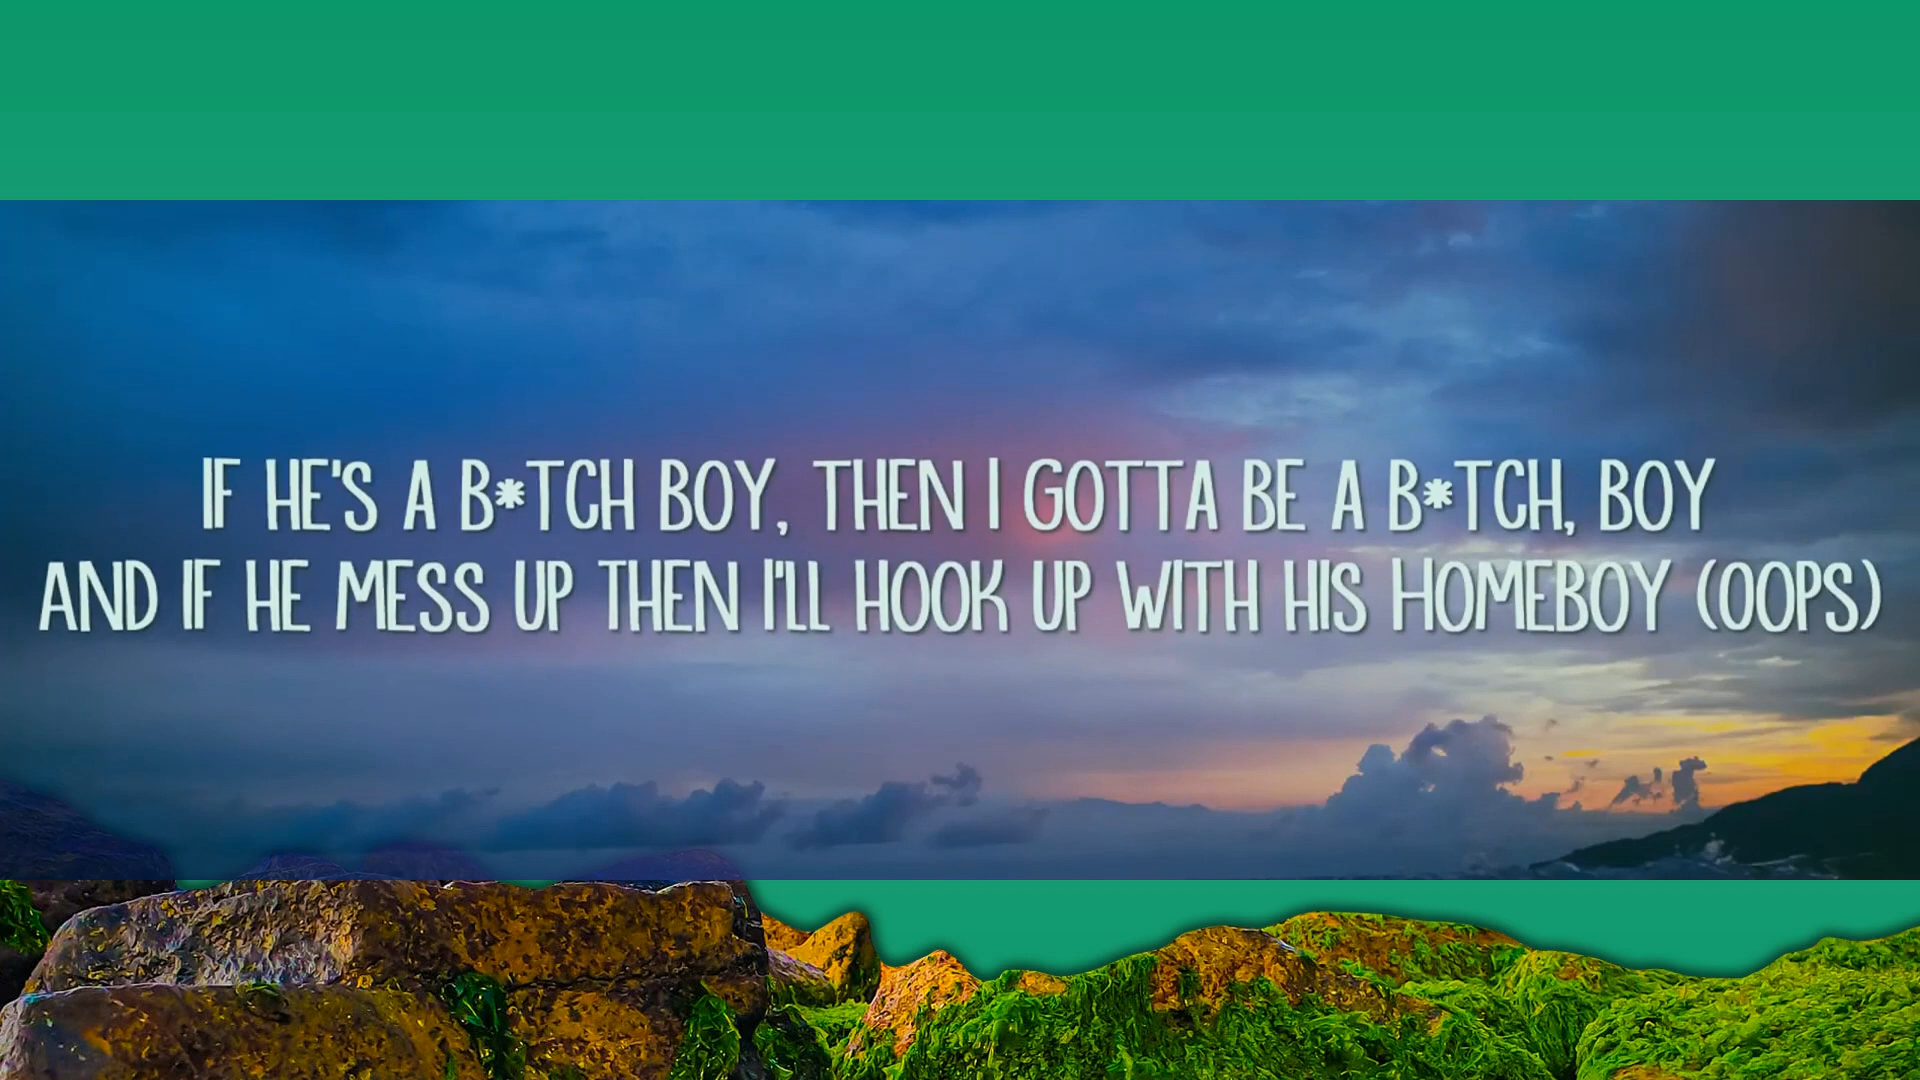 IF HE'S A B*TCH BOY, THEN I GOTTA BE A B*TCH, BOY
AND IF HE MESS UP THEN I'LL HOOK UP WITH HIS HOMEBOY (OOPS)